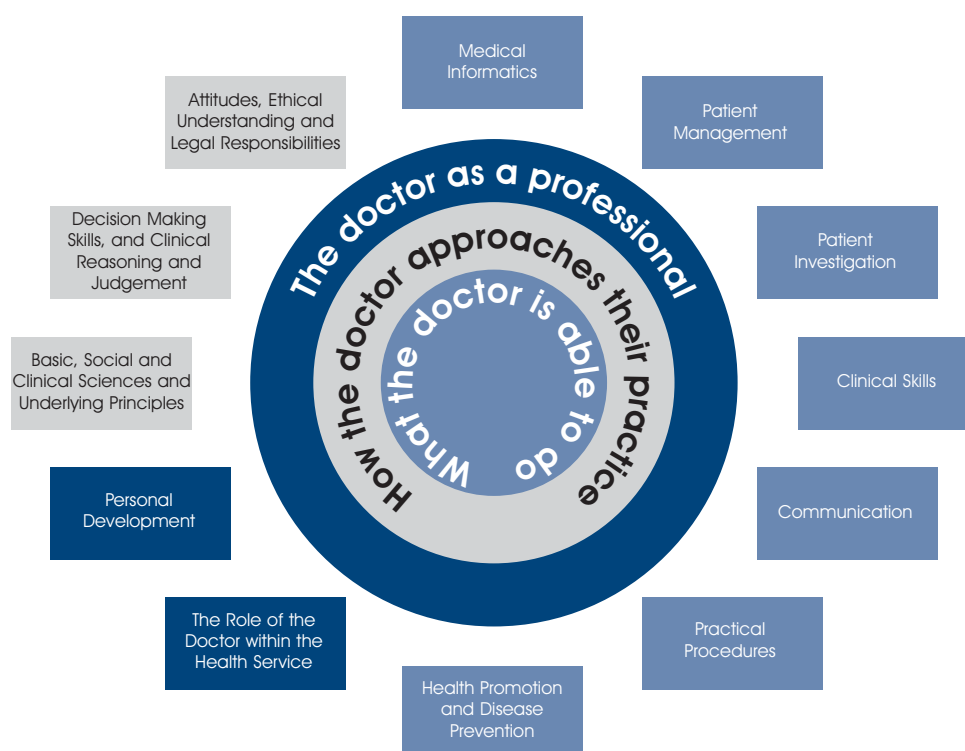 Medical
Informatics
Patient
Management
Patient
Investigation
Clinical Skills
Communication
Practical
Procedures
Health Promotion
and Disease
Prevention
The Role of the
Doctor within the
Health Service
Personal
Development
Basic, Social and
Clinical Sciences and
Underlying Principles
Decision Making
Skills, and Clinical
Reasoning and
Judgement
Attitudes, Ethical
Understanding and
Legal Responsibilities
The doctor as a professional
How the doctor approaches their practice
What the doctor is able to do